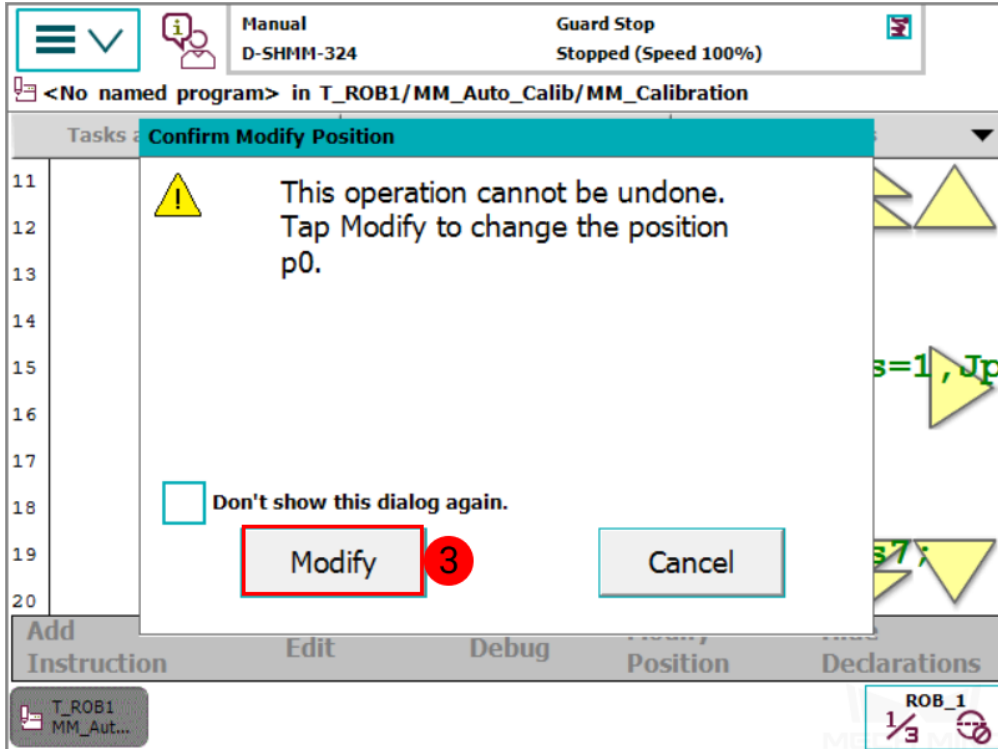 Manual
Guard Stop
D-SHMM-324
Stopped (Speed 100%)
<No named program> in T_ROB1/MM_Auto_Calib/MM_Calibration
Tasks
Confirm Modify Position
11
12
13
14
15
16
17
18
19
20
This operation cannot be undone.
Tap Modify to change the position
p0.
s=1,Jp
s7;
Don't show this dialog again.
Modify
3
Cancel
Add
Instruction
Edit
Debug
Modify
Position
Hide
Declarations
T_ROB1
MM_Aut...
ROB_1
1/3